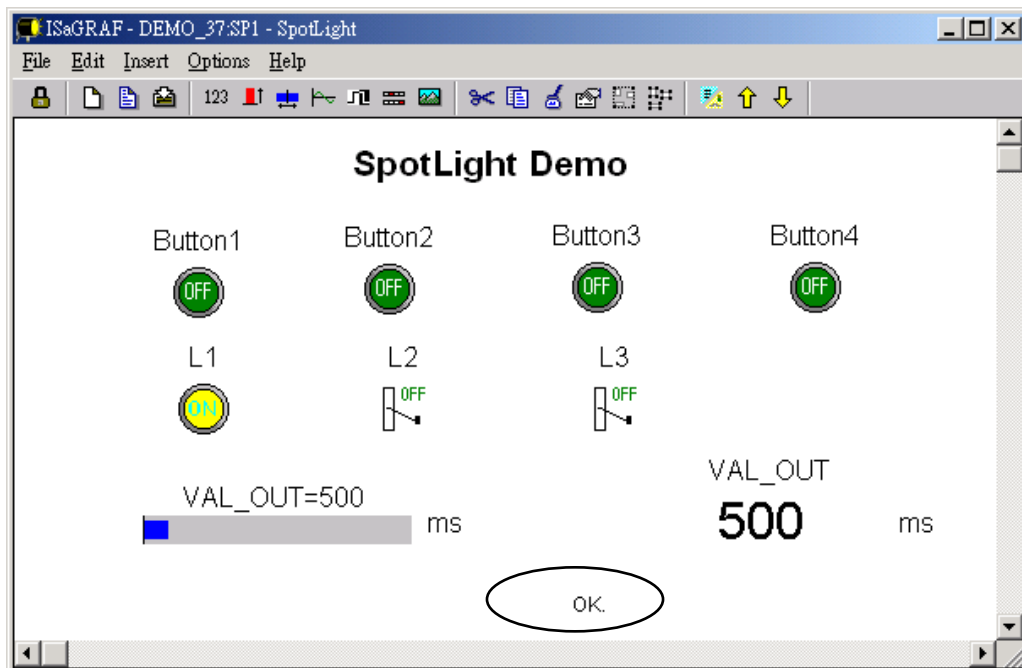 ISaGRAF - DEMO_37:SP1 - SpotLight
File Edit Insert Options Help
123
SpotLight Demo
Button1 Button2 Button3 Button4
OFF OFF OFF OFF
L1 L2 L3
ON OFF OFF
VAL_OUT=500 ms
VAL_OUT
500 ms
OK.